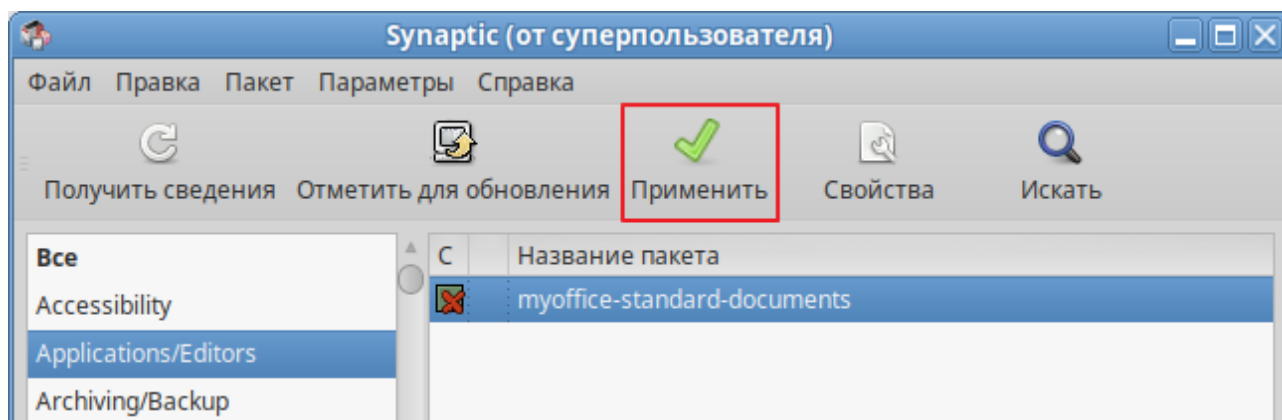 Synaptic (от суперпользователя)
Файл Правка Пакет Параметры Справка
Получить сведения Отметить для обновления Применить Свойства Искать
Все
С Название пакета
Accessibility
myoffice-standard-documents
Applications/Editors
Archiving/Backup